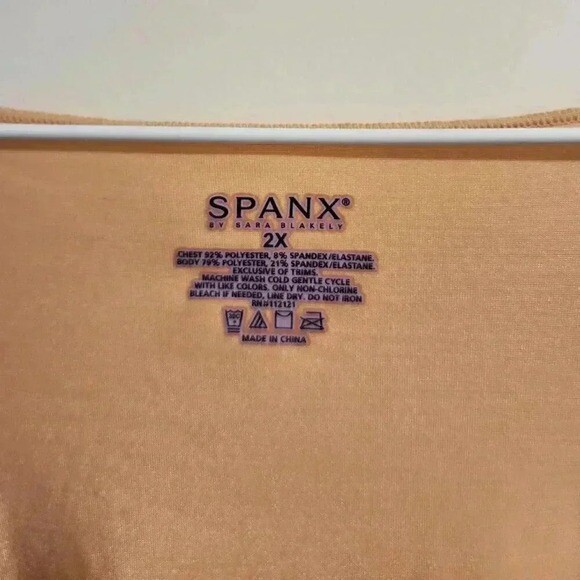 SPANX®
BY SARA BLAKELY
2X
CHEST 92% POLYESTER, 8% SPANDEX/ELASTANE.
BODY 79% POLYESTER, 21% SPANDEX/ELASTANE.
EXCLUSIVE OF TRIMS.
MACHINE WASH COLD GENTLE CYCLE
WITH LIKE COLORS. ONLY NON-CHLORINE
BLEACH IF NEEDED, LINE DRY. DO NOT IRON
RN#112121
MADE IN CHINA